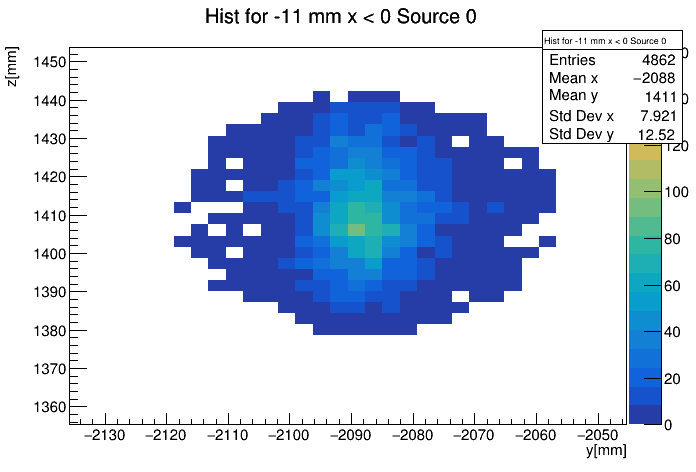 Hist for -11 mm x < 0 Source 0
z[mm]
1450
1440
1430
1420
1410
1400
1390
1380
1370
1360
Hist for -11 mm x < 0 Source 0
Entries 4862
Mean x −2088
Mean y 1411
Std Dev x 7.921
Std Dev y 12.52
120
100
80
60
40
20
0
−2130 −2120 −2110 −2100 −2090 −2080 −2070 −2060 −2050
y[mm]